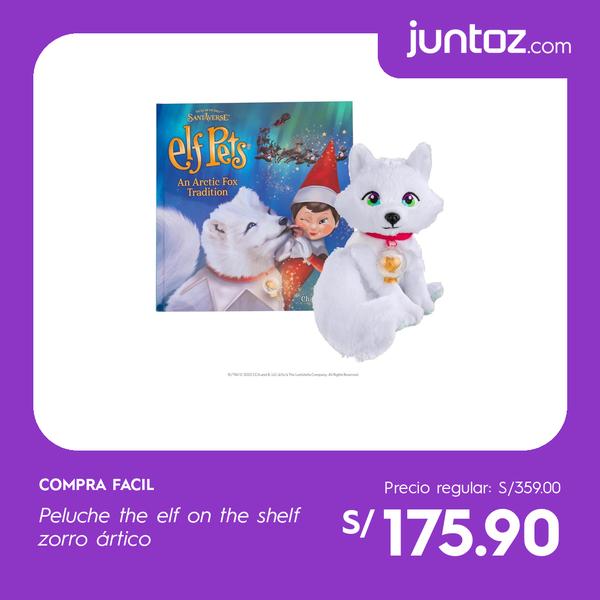 juntoz.com
SANTAVERSE
elf PETS
An Arctic Fox
Tradition
COMPRA FACIL
Peluche the elf on the shelf
zorro ártico
Precio regular: S/359.00
S/175.90